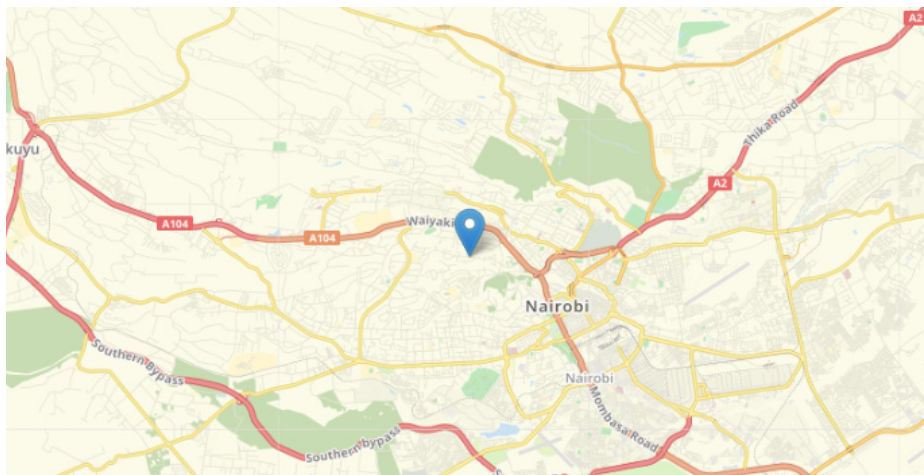 A2
Thika Road
kuyu
A2
A104
A104
Waiyaki
Nairobi
Southern Bypass
Nairobi
Mombasa Road
Southern bypass